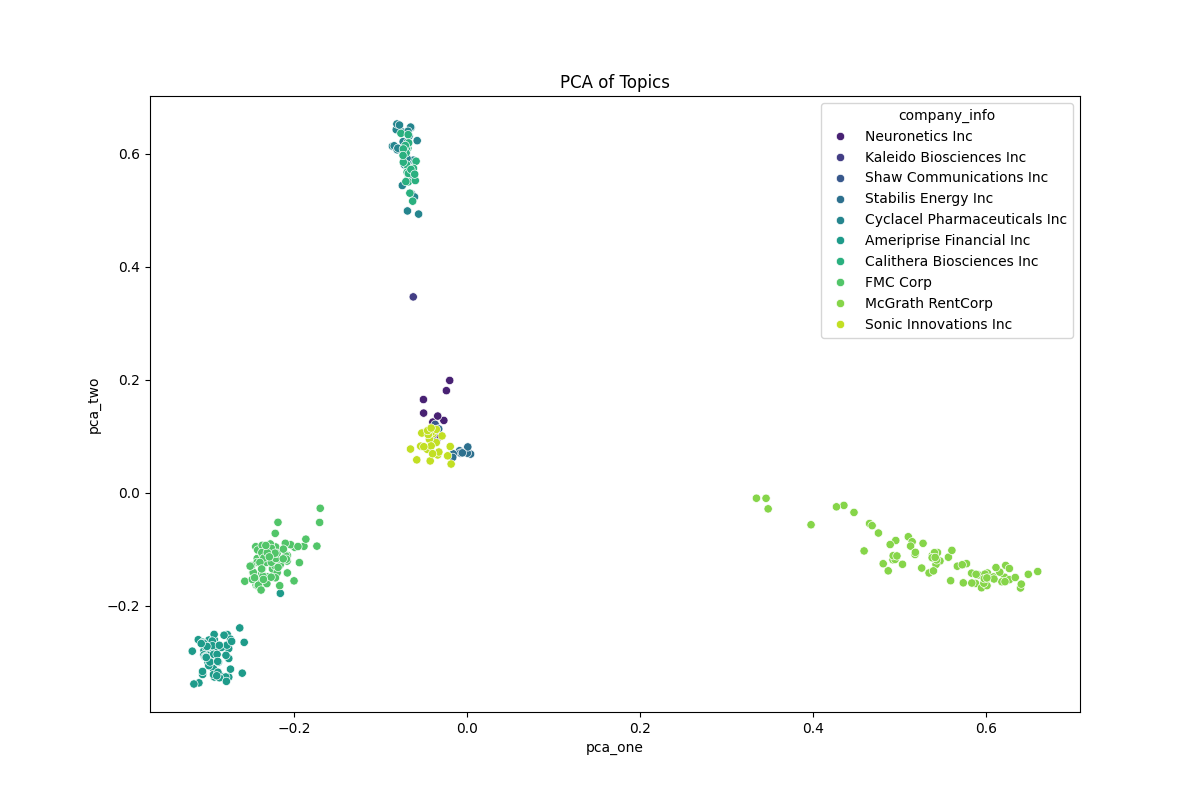 PCA of Topics
company_info
Neuronetics Inc
Kaleido Biosciences Inc
Shaw Communications Inc
Stabilis Energy Inc
Cyclacel Pharmaceuticals Inc
Ameriprise Financial Inc
Calithera Biosciences Inc
FMC Corp
McGrath RentCorp
Sonic Innovations Inc
0.6
0.4
0.2
0.0
−0.2
pca_two
−0.2 0.0 0.2 0.4 0.6
pca_one